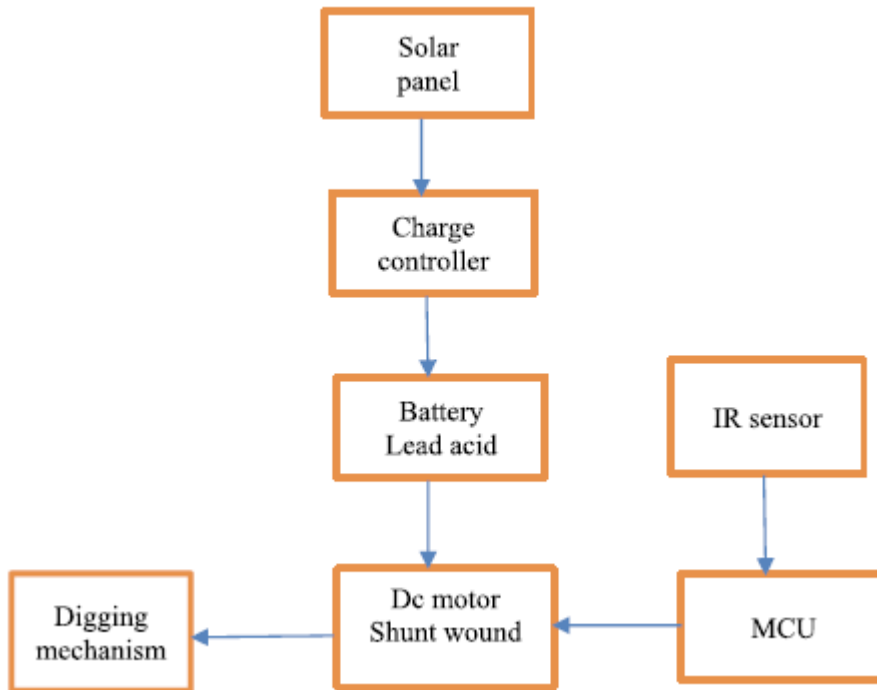 Solar
panel
Charge
controller
Battery
Lead acid
IR sensor
Dc motor
Shunt wound
MCU
Digging
mechanism